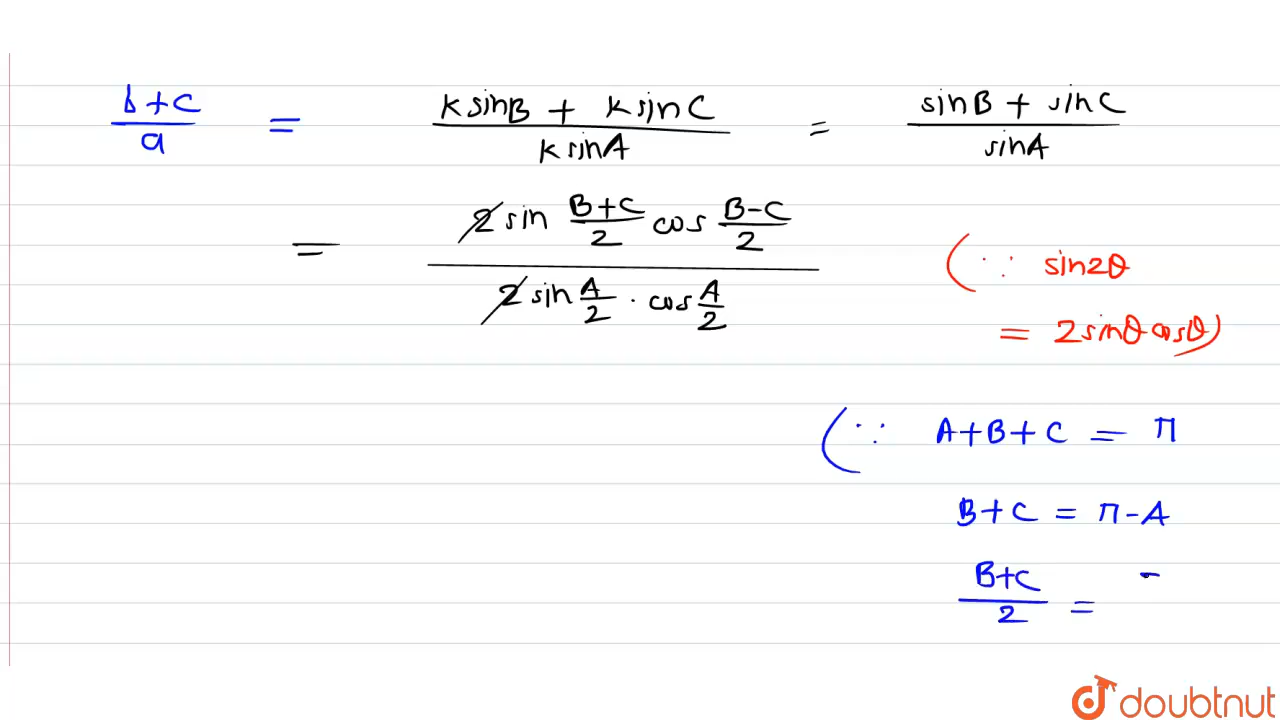 b+c/a = k sinB + k sinC/k sinA = sinB + sinC/sinA
= 2 sin B+C/2 cos B-C/2 / 2 sin A/2 · cos A/2
(∵ sin2θ
= 2sinθ cosθ)
(∵ A+B+C = π
B+C = π-A
B+C/2 =
doubtnut